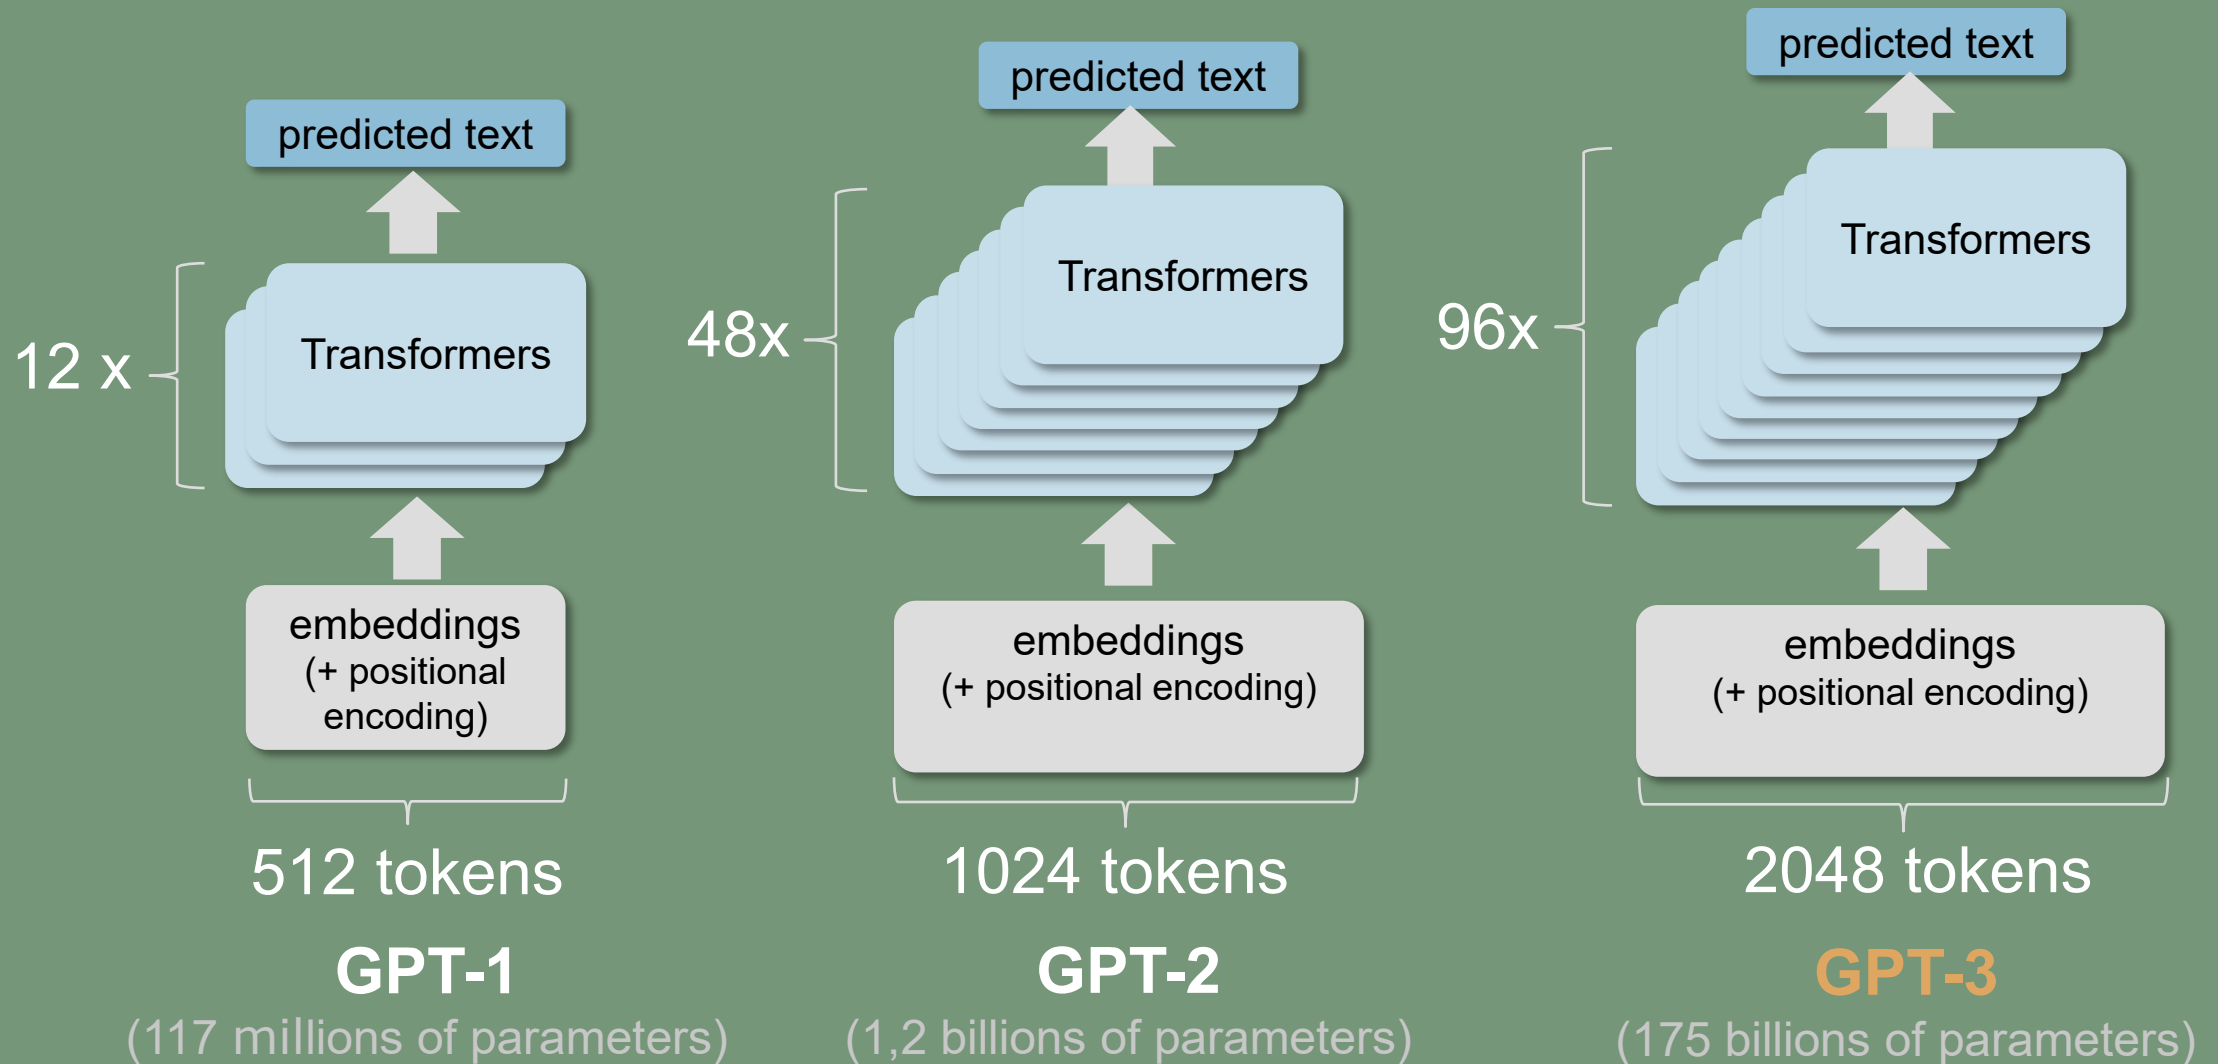 predicted text
Transformers
12 x
embeddings
(+ positional
encoding)
512 tokens
GPT-1
(117 millions of parameters)
predicted text
Transformers
48x
embeddings
(+ positional encoding)
1024 tokens
GPT-2
(1,2 billions of parameters)
predicted text
Transformers
96x
embeddings
(+ positional encoding)
2048 tokens
GPT-3
(175 billions of parameters)